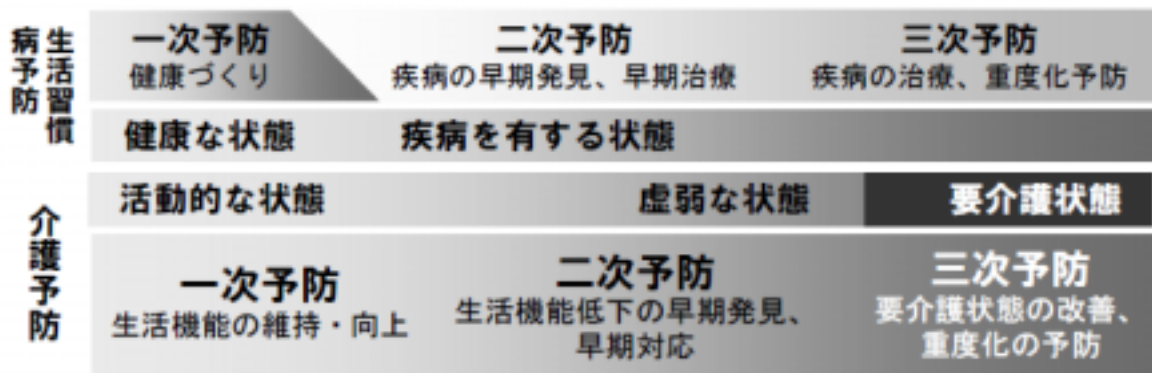 生活習慣
病予防
一次予防
健康づくり
二次予防
疾病の早期発見、早期治療
三次予防
疾病の治療、重度化予防
健康な状態
疾病を有する状態
介護予防
活動的な状態
虚弱な状態
要介護状態
一次予防
生活機能の維持・向上
二次予防
生活機能低下の早期発見、
早期対応
三次予防
要介護状態の改善、
重度化の予防